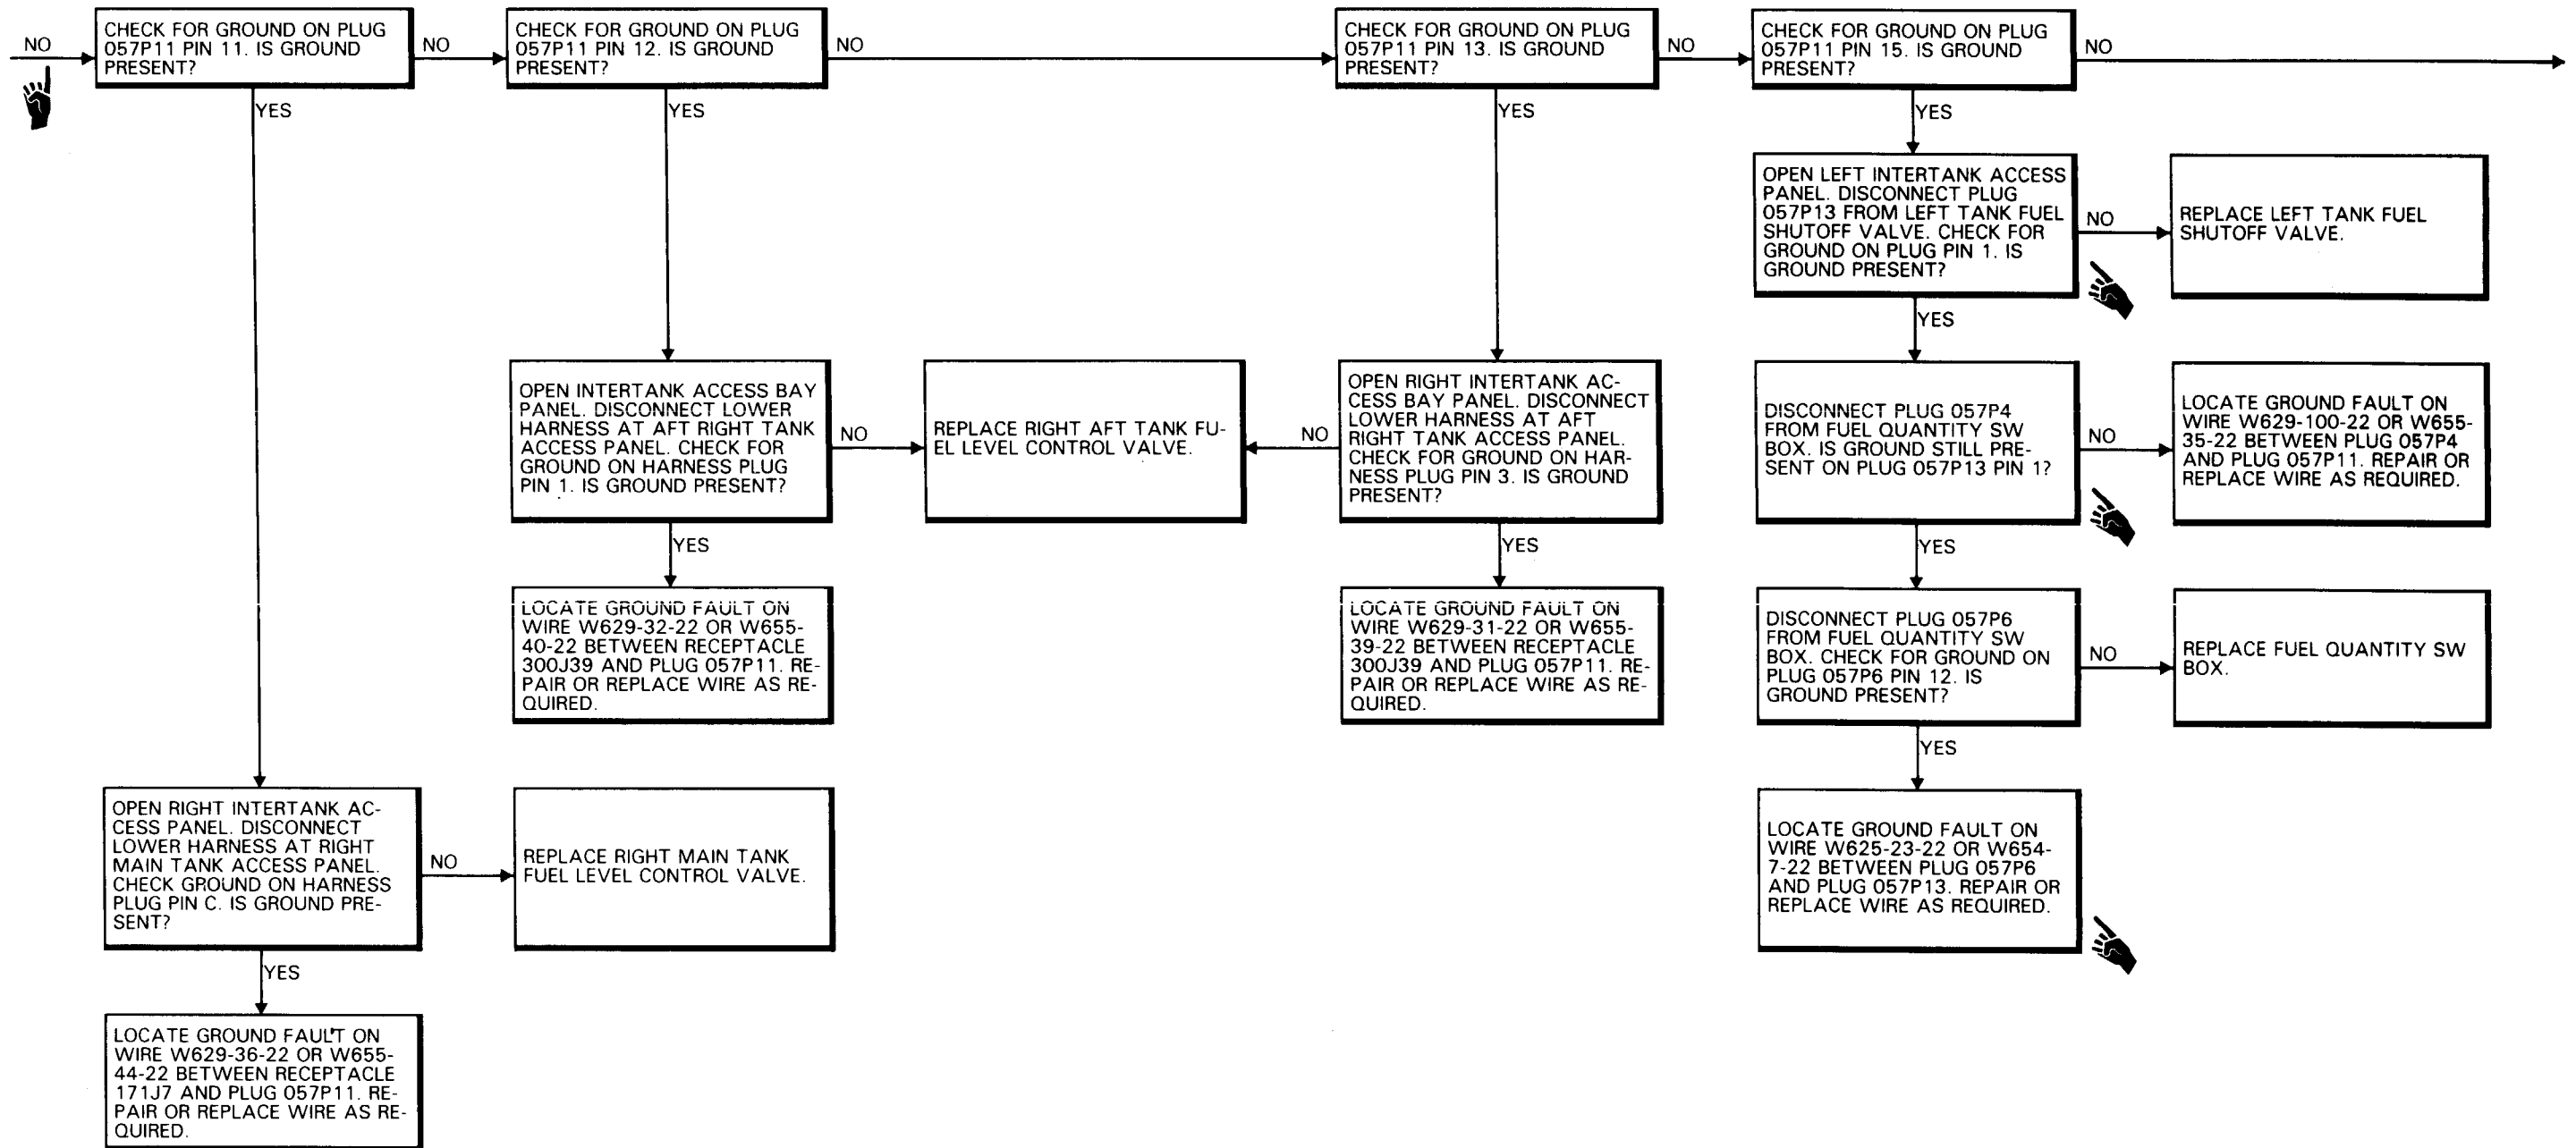 NO
CHECK FOR GROUND ON PLUG
057P11 PIN 11. IS GROUND
PRESENT?
NO
CHECK FOR GROUND ON PLUG
057P11 PIN 12. IS GROUND
PRESENT?
NO
CHECK FOR GROUND ON PLUG
057P11 PIN 13. IS GROUND
PRESENT?
NO
CHECK FOR GROUND ON PLUG
057P11 PIN 15. IS GROUND
PRESENT?
NO
YES
YES
YES
YES
OPEN LEFT INTERTANK ACCESS
PANEL. DISCONNECT PLUG
057P13 FROM LEFT TANK FUEL
SHUTOFF VALVE. CHECK FOR
GROUND ON PLUG PIN 1. IS
GROUND PRESENT?
NO
REPLACE LEFT TANK FUEL
SHUTOFF VALVE.
YES
OPEN INTERTANK ACCESS BAY
PANEL. DISCONNECT LOWER
HARNESS AT AFT RIGHT TANK
ACCESS PANEL. CHECK FOR
GROUND ON HARNESS PLUG
PIN 1. IS GROUND PRESENT?
NO
REPLACE RIGHT AFT TANK FU-
EL LEVEL CONTROL VALVE.
NO
OPEN RIGHT INTERTANK AC-
CESS BAY PANEL. DISCONNECT
LOWER HARNESS AT AFT
RIGHT TANK ACCESS PANEL.
CHECK FOR GROUND ON HAR-
NESS PLUG PIN 3. IS GROUND
PRESENT?
DISCONNECT PLUG 057P4
FROM FUEL QUANTITY SW
BOX. IS GROUND STILL PRE-
SENT ON PLUG 057P13 PIN 1?
NO
LOCATE GROUND FAULT ON
WIRE W629-100-22 OR W655-
35-22 BETWEEN PLUG 057P4
AND PLUG 057P11. REPAIR OR
REPLACE WIRE AS REQUIRED.
YES
YES
YES
LOCATE GROUND FAULT ON
WIRE W629-32-22 OR W655-
40-22 BETWEEN RECEPTACLE
300J39 AND PLUG 057P11. RE-
PAIR OR REPLACE WIRE AS RE-
QUIRED.
LOCATE GROUND FAULT ON
WIRE W629-31-22 OR W655-
39-22 BETWEEN RECEPTACLE
300J39 AND PLUG 057P11. RE-
PAIR OR REPLACE WIRE AS RE-
QUIRED.
DISCONNECT PLUG 057P6
FROM FUEL QUANTITY SW
BOX. CHECK FOR GROUND ON
PLUG 057P6 PIN 12. IS
GROUND PRESENT?
NO
REPLACE FUEL QUANTITY SW
BOX.
YES
OPEN RIGHT INTERTANK AC-
CESS PANEL. DISCONNECT
LOWER HARNESS AT RIGHT
MAIN TANK ACCESS PANEL.
CHECK GROUND ON HARNESS
PLUG PIN C. IS GROUND PRE-
SENT?
NO
REPLACE RIGHT MAIN TANK
FUEL LEVEL CONTROL VALVE.
LOCATE GROUND FAULT ON
WIRE W625-23-22 OR W654-
7-22 BETWEEN PLUG 057P6
AND PLUG 057P13. REPAIR OR
REPLACE WIRE AS REQUIRED.
YES
LOCATE GROUND FAULT ON
WIRE W629-36-22 OR W655-
44-22 BETWEEN RECEPTACLE
171J7 AND PLUG 057P11. RE-
PAIR OR REPLACE WIRE AS RE-
QUIRED.